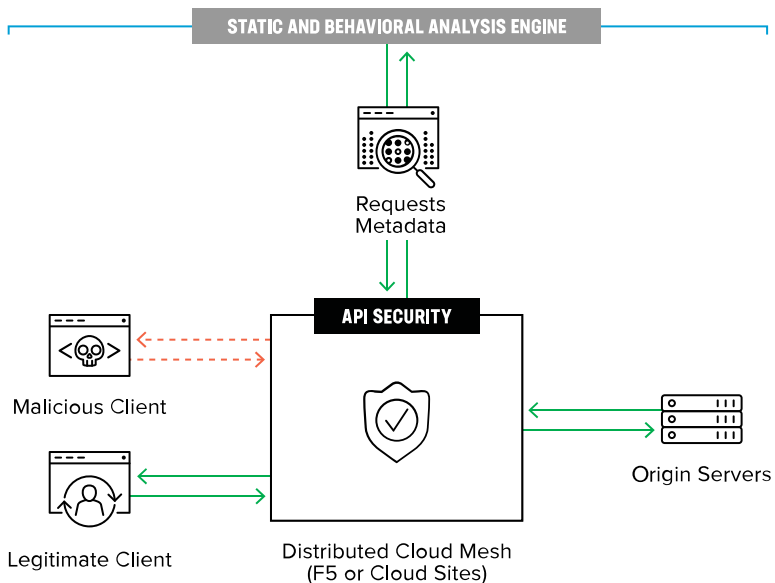 STATIC AND BEHAVIORAL ANALYSIS ENGINE
Requests
Metadata
API SECURITY
Malicious Client
Origin Servers
Legitimate Client
Distributed Cloud Mesh
(F5 or Cloud Sites)